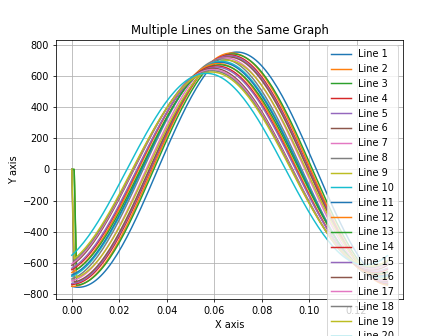 Multiple Lines on the Same Graph
Y axis
800
600
400
200
0
−200
−400
−600
−800
0.00
0.02
0.04
0.06
0.08
0.10
X axis
Line 1
Line 2
Line 3
Line 4
Line 5
Line 6
Line 7
Line 8
Line 9
Line 10
Line 11
Line 12
Line 13
Line 14
Line 15
Line 16
Line 17
Line 18
Line 19
Line 20